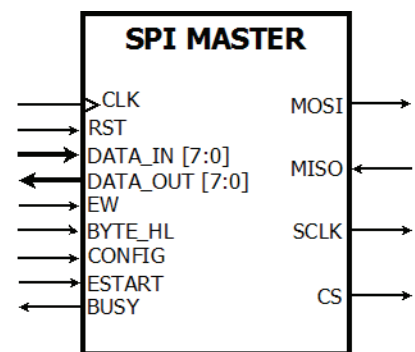 SPI MASTER
CLK
RST
DATA_IN [7:0]
DATA_OUT [7:0]
EW
BYTE_HL
CONFIG
ESTART
BUSY
MOSI
MISO
SCLK
CS